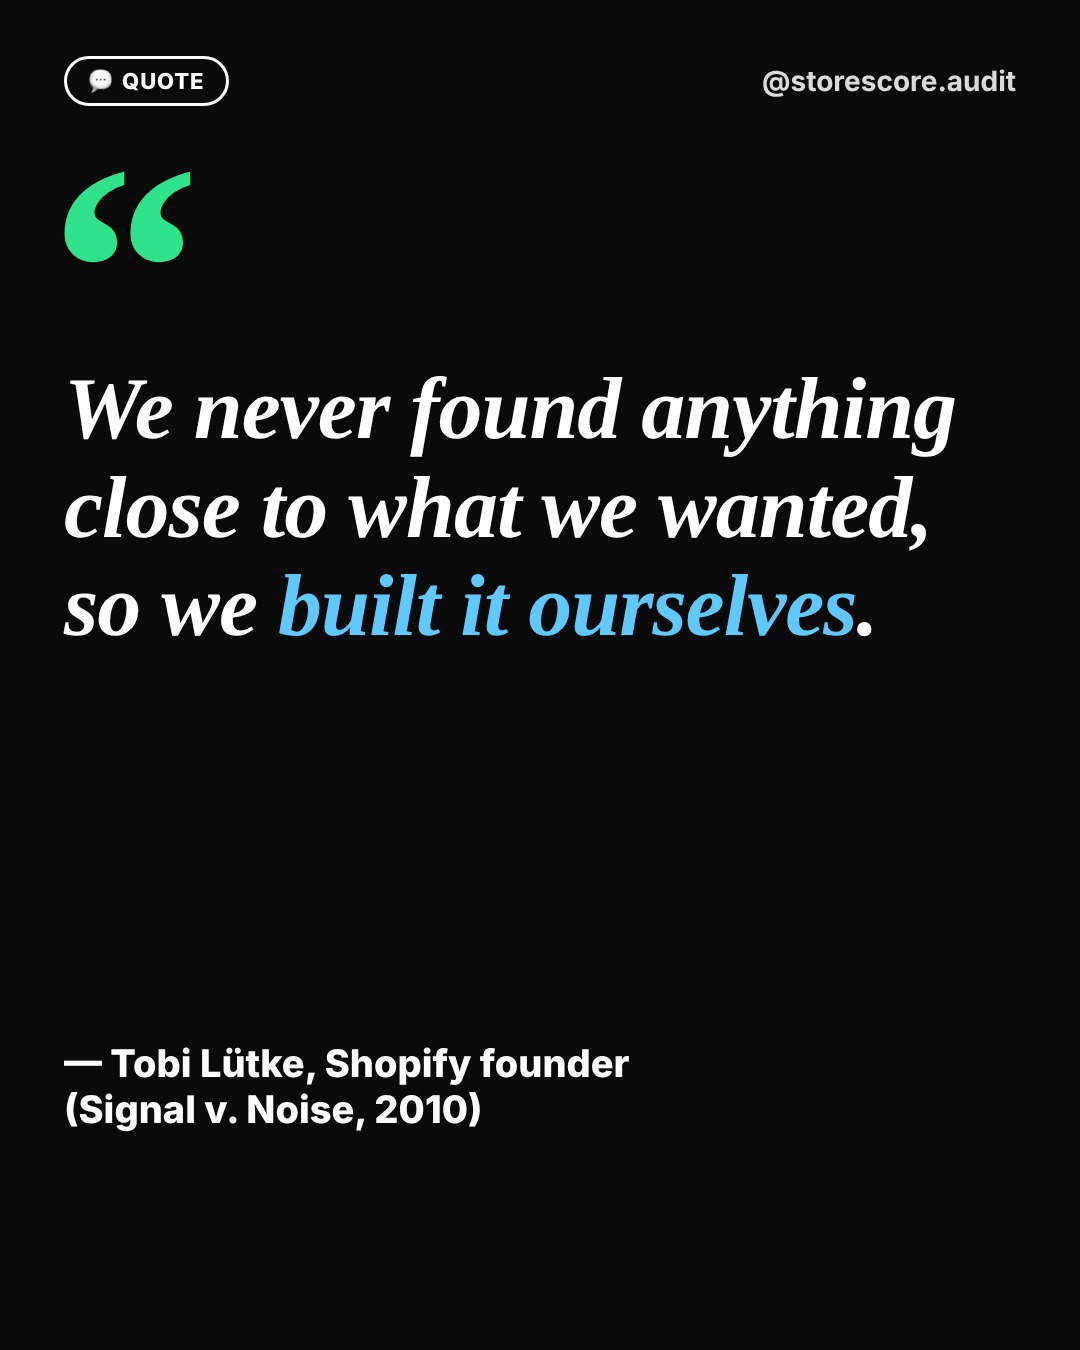 💬 QUOTE
@storescore.audit
“
We never found anything
close to what we wanted,
so we built it ourselves.
— Tobi Lütke, Shopify founder
(Signal v. Noise, 2010)